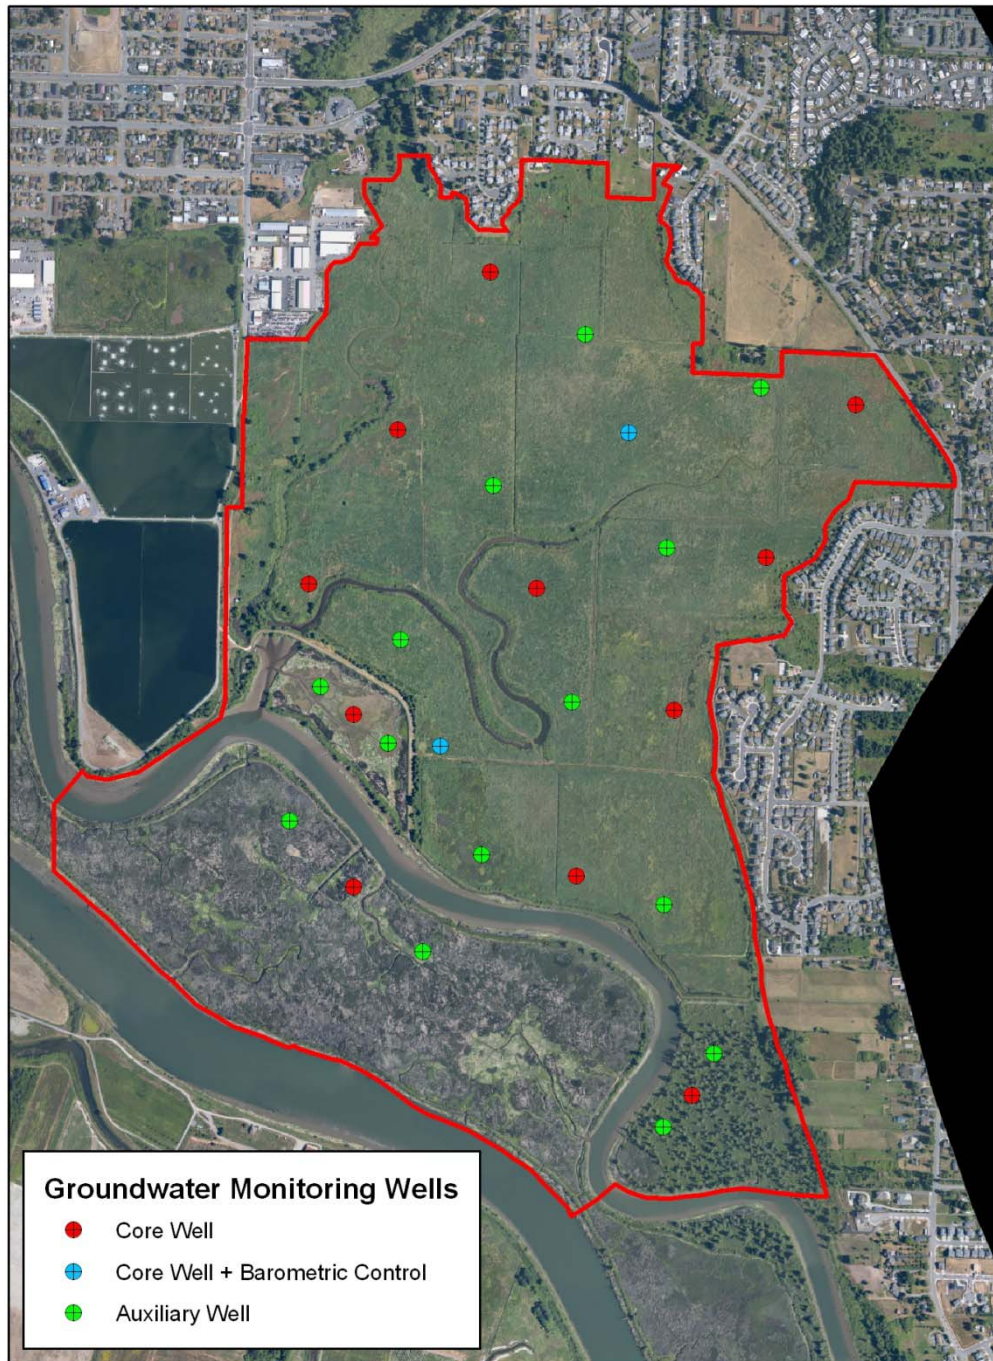 Groundwater Monitoring Wells
Core Well
Core Well + Barometric Control
Auxiliary Well